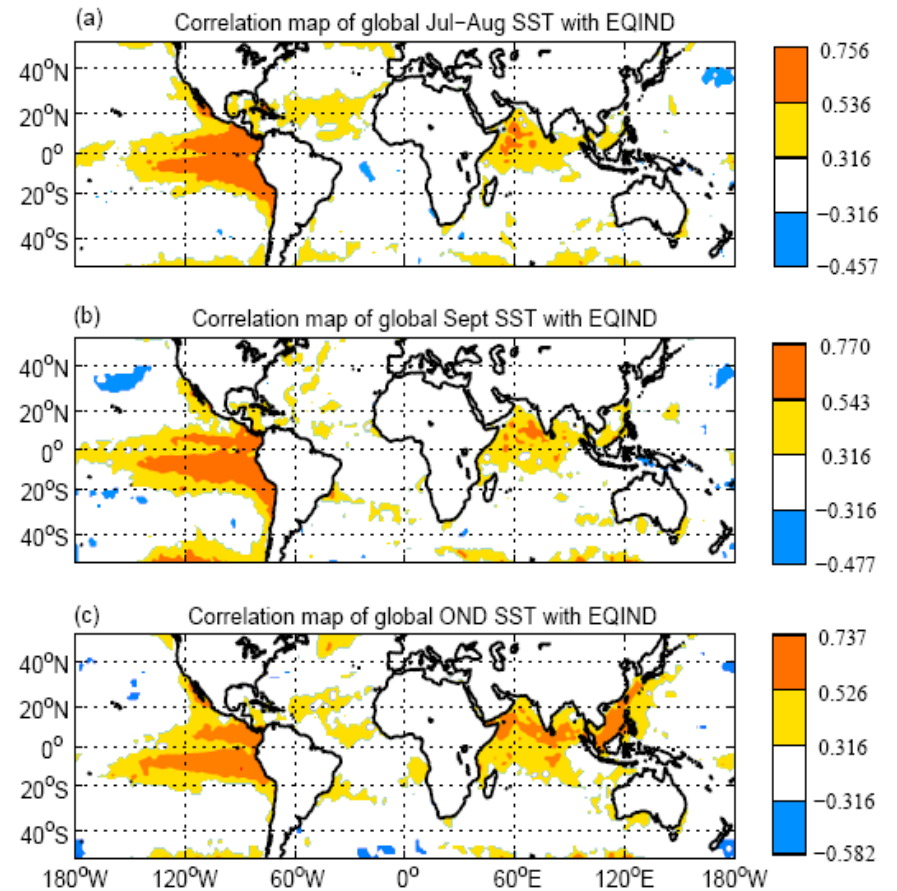 (a)
Correlation map of global Jul−Aug SST with EQIND
40°N
20°N
0°
20°S
40°S
0.756
0.536
0.316
−0.316
−0.457
(b)
Correlation map of global Sept SST with EQIND
40°N
20°N
0°
20°S
40°S
0.770
0.543
0.316
−0.316
−0.477
(c)
Correlation map of global OND SST with EQIND
40°N
20°N
0°
20°S
40°S
0.737
0.526
0.316
−0.316
−0.582
180°W 120°W 60°W 0° 60°E 120°E 180°W